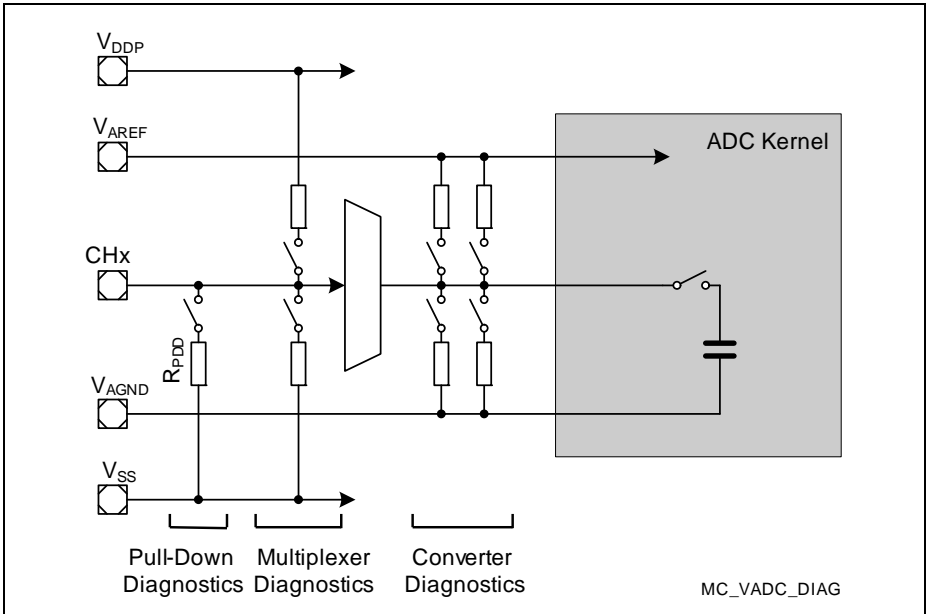 VDDP
VAREF
ADC Kernel
CHx
RPDD
VAGND
VSS
Pull-Down
Diagnostics
Multiplexer
Diagnostics
Converter
Diagnostics
MC_VADC_DIAG